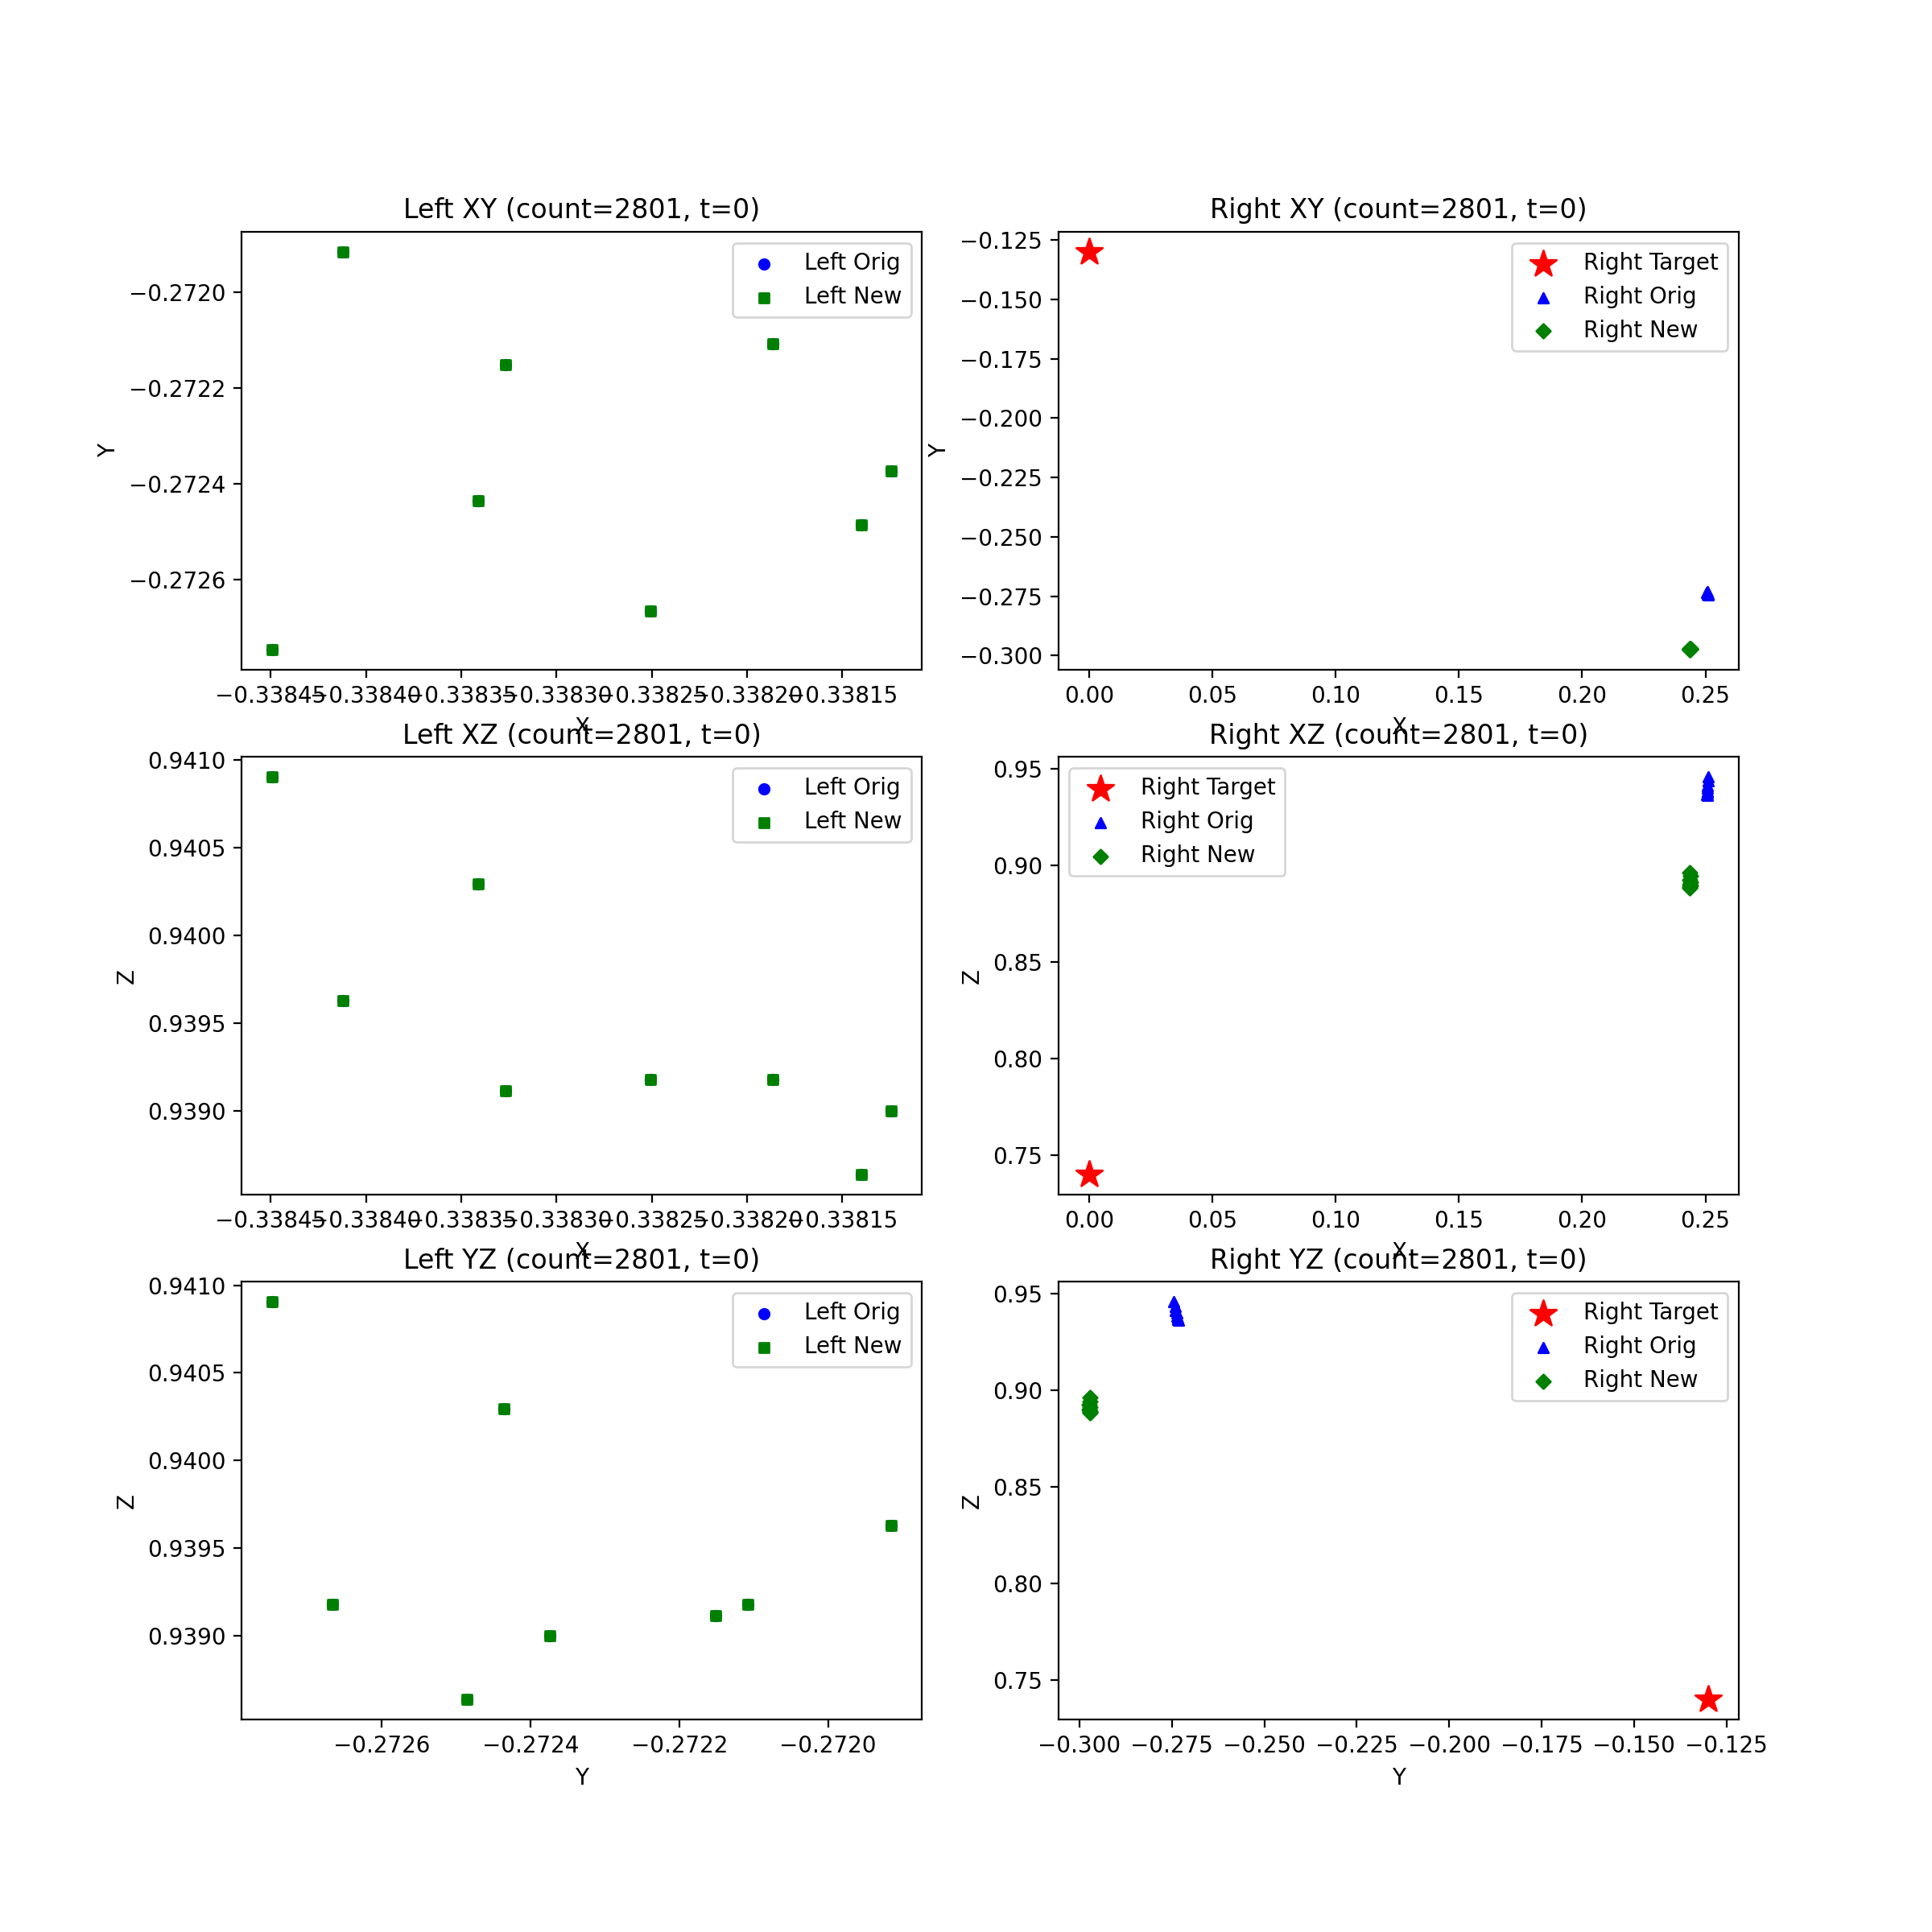 Left XY (count=2801, t=0)
Y
−0.2720
−0.2722
−0.2724
−0.2726
Left Orig
Left New
−0.33845 −0.33840 −0.33835 −0.33830 −0.33825 −0.33820 −0.33815
X
Right XY (count=2801, t=0)
Y
−0.125
−0.150
−0.175
−0.200
−0.225
−0.250
−0.275
−0.300
Right Target
Right Orig
Right New
0.00 0.05 0.10 0.15 0.20 0.25
X
Left XZ (count=2801, t=0)
Z
0.9410
0.9405
0.9400
0.9395
0.9390
Left Orig
Left New
−0.33845 −0.33840 −0.33835 −0.33830 −0.33825 −0.33820 −0.33815
X
Right XZ (count=2801, t=0)
Z
0.95
0.90
0.85
0.80
0.75
Right Target
Right Orig
Right New
0.00 0.05 0.10 0.15 0.20 0.25
X
Left YZ (count=2801, t=0)
Z
0.9410
0.9405
0.9400
0.9395
0.9390
Left Orig
Left New
−0.2726 −0.2724 −0.2722 −0.2720
Y
Right YZ (count=2801, t=0)
Z
0.95
0.90
0.85
0.80
0.75
Right Target
Right Orig
Right New
−0.300 −0.275 −0.250 −0.225 −0.200 −0.175 −0.150 −0.125
Y